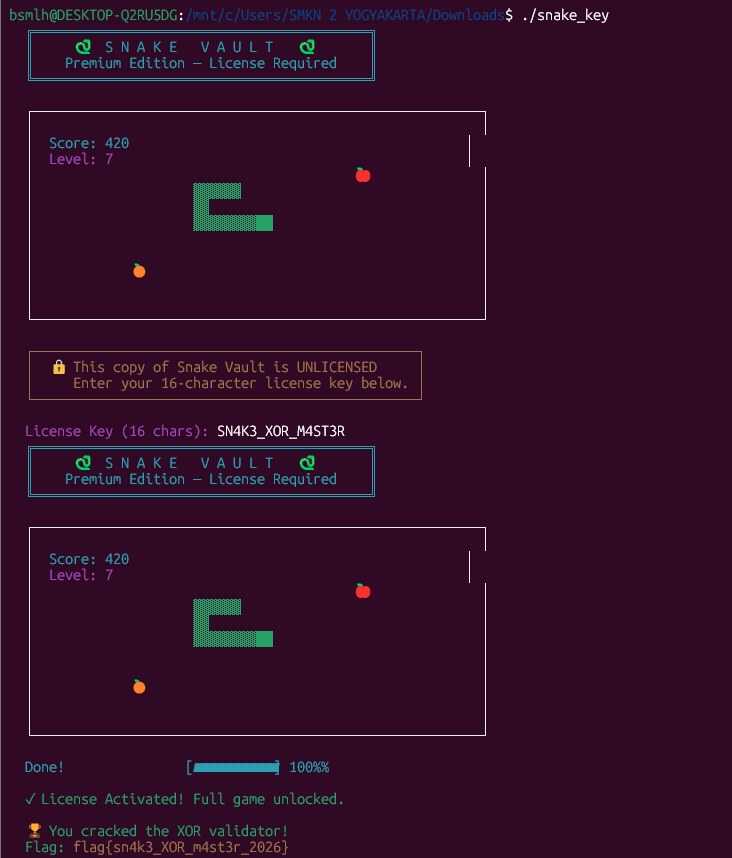 bsmlh@DESKTOP-Q2RU5DG:/mnt/c/Users/SMKN 2 YOGYAKARTA/Downloads$ ./snake_key
S N A K E   V A U L T
Premium Edition — License Required
Score: 420
Level: 7
This copy of Snake Vault is UNLICENSED
Enter your 16-character license key below.
License Key (16 chars): SN4K3_XOR_M4ST3R
S N A K E   V A U L T
Premium Edition — License Required
Score: 420
Level: 7
Done! [██████████] 100%%
✓ License Activated! Full game unlocked.
🏆 You cracked the XOR validator!
Flag: flag{sn4k3_XOR_m4st3r_2026}